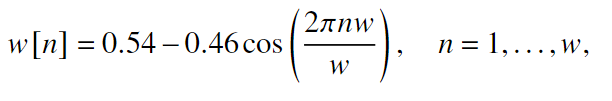 w[n] = 0.54 − 0.46 cos (2πnw / w), n = 1, . . . , w,